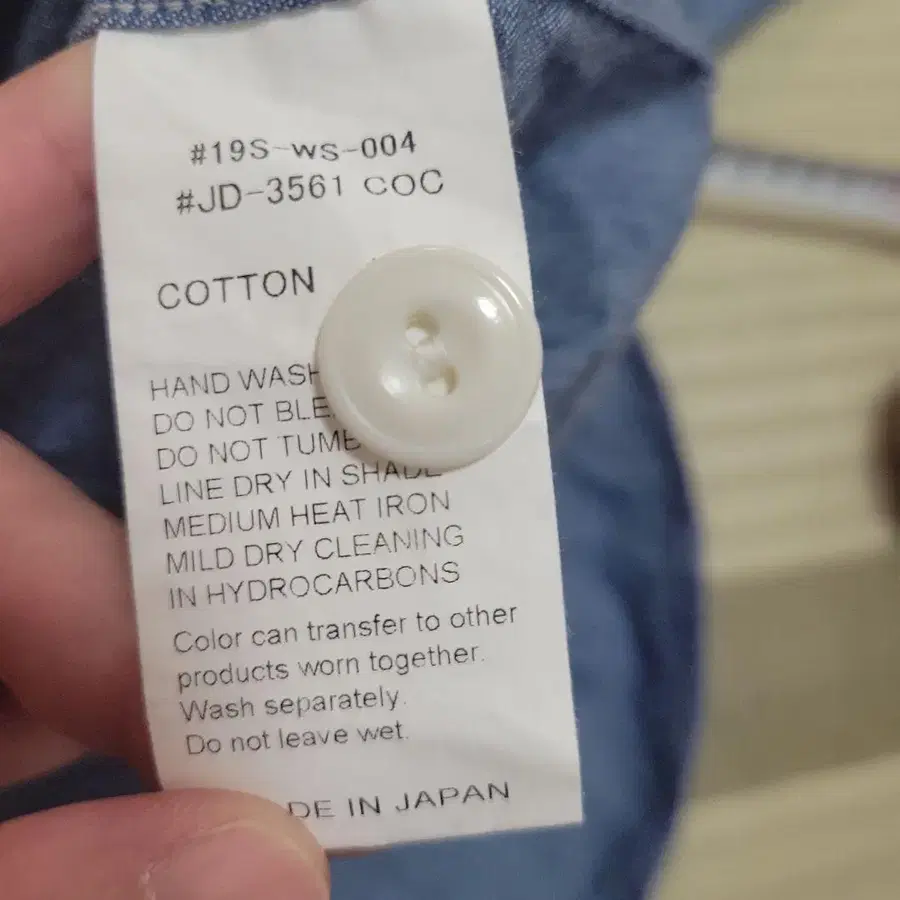 #19S-WS-004
#JD-3561 COC
COTTON
HAND WASH
DO NOT BLE
DO NOT TUMB
LINE DRY IN SHADE
MEDIUM HEAT IRON
MILD DRY CLEANING
IN HYDROCARBONS
Color can transfer to other
products worn together.
Wash separately.
Do not leave wet.
DE IN JAPAN